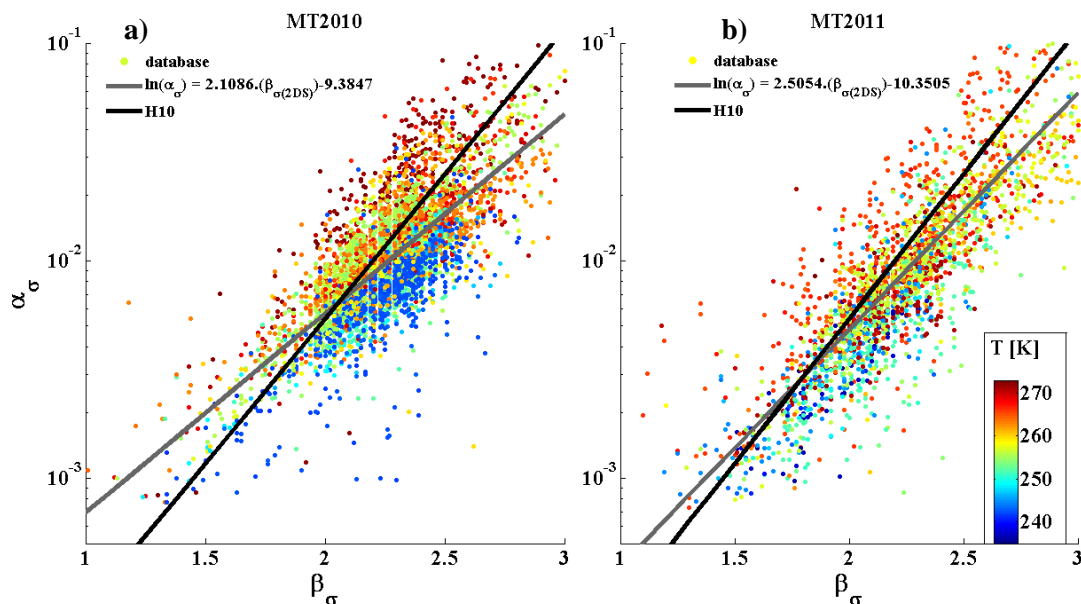 a) MT2010
10⁻¹
database
ln(α_σ) = 2.1086.(β_σ(2DS))-9.3847
H10
10⁻²
α_σ
10⁻³
1 1.5 2 2.5 3
β_σ
b) MT2011
10⁻¹
database
ln(α_σ) = 2.5054.(β_σ(2DS))-10.3505
H10
10⁻²
10⁻³
1 1.5 2 2.5 3
β_σ
T [K]
270
260
250
240